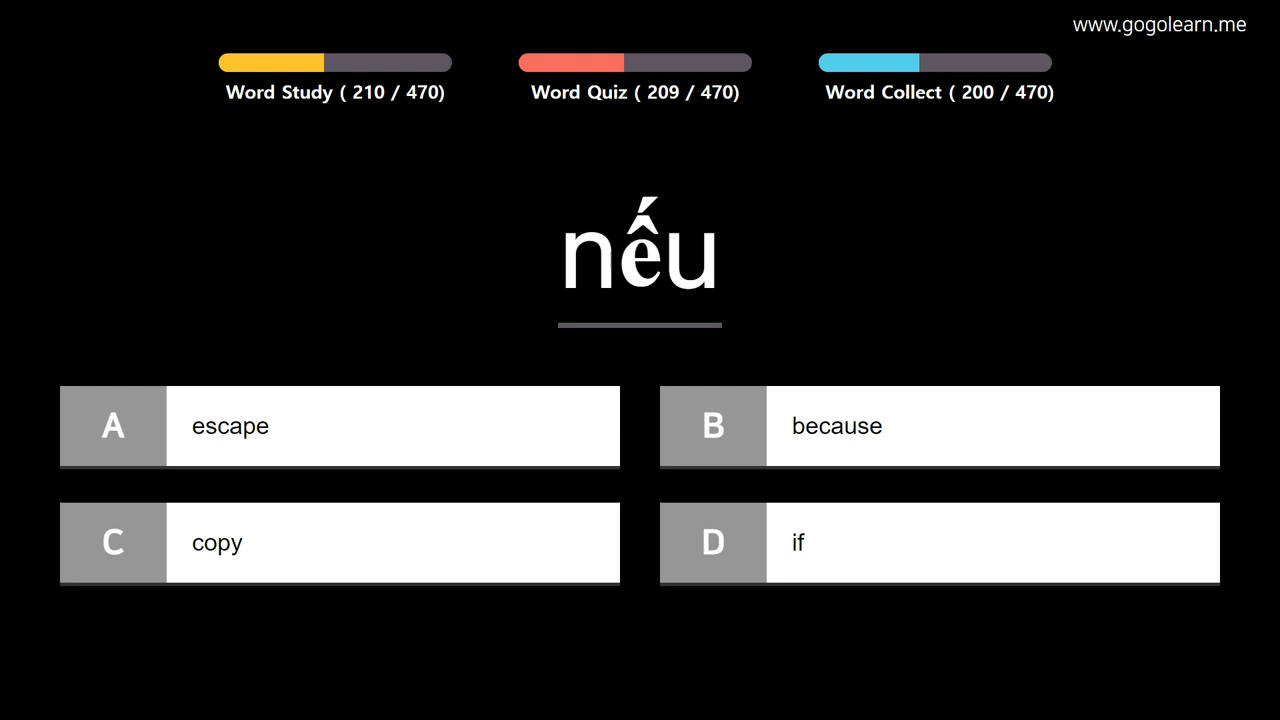 www.gogolearn.me
Word Study ( 210 / 470)
Word Quiz ( 209 / 470)
Word Collect ( 200 / 470)
nếu
A escape
B because
C copy
D if